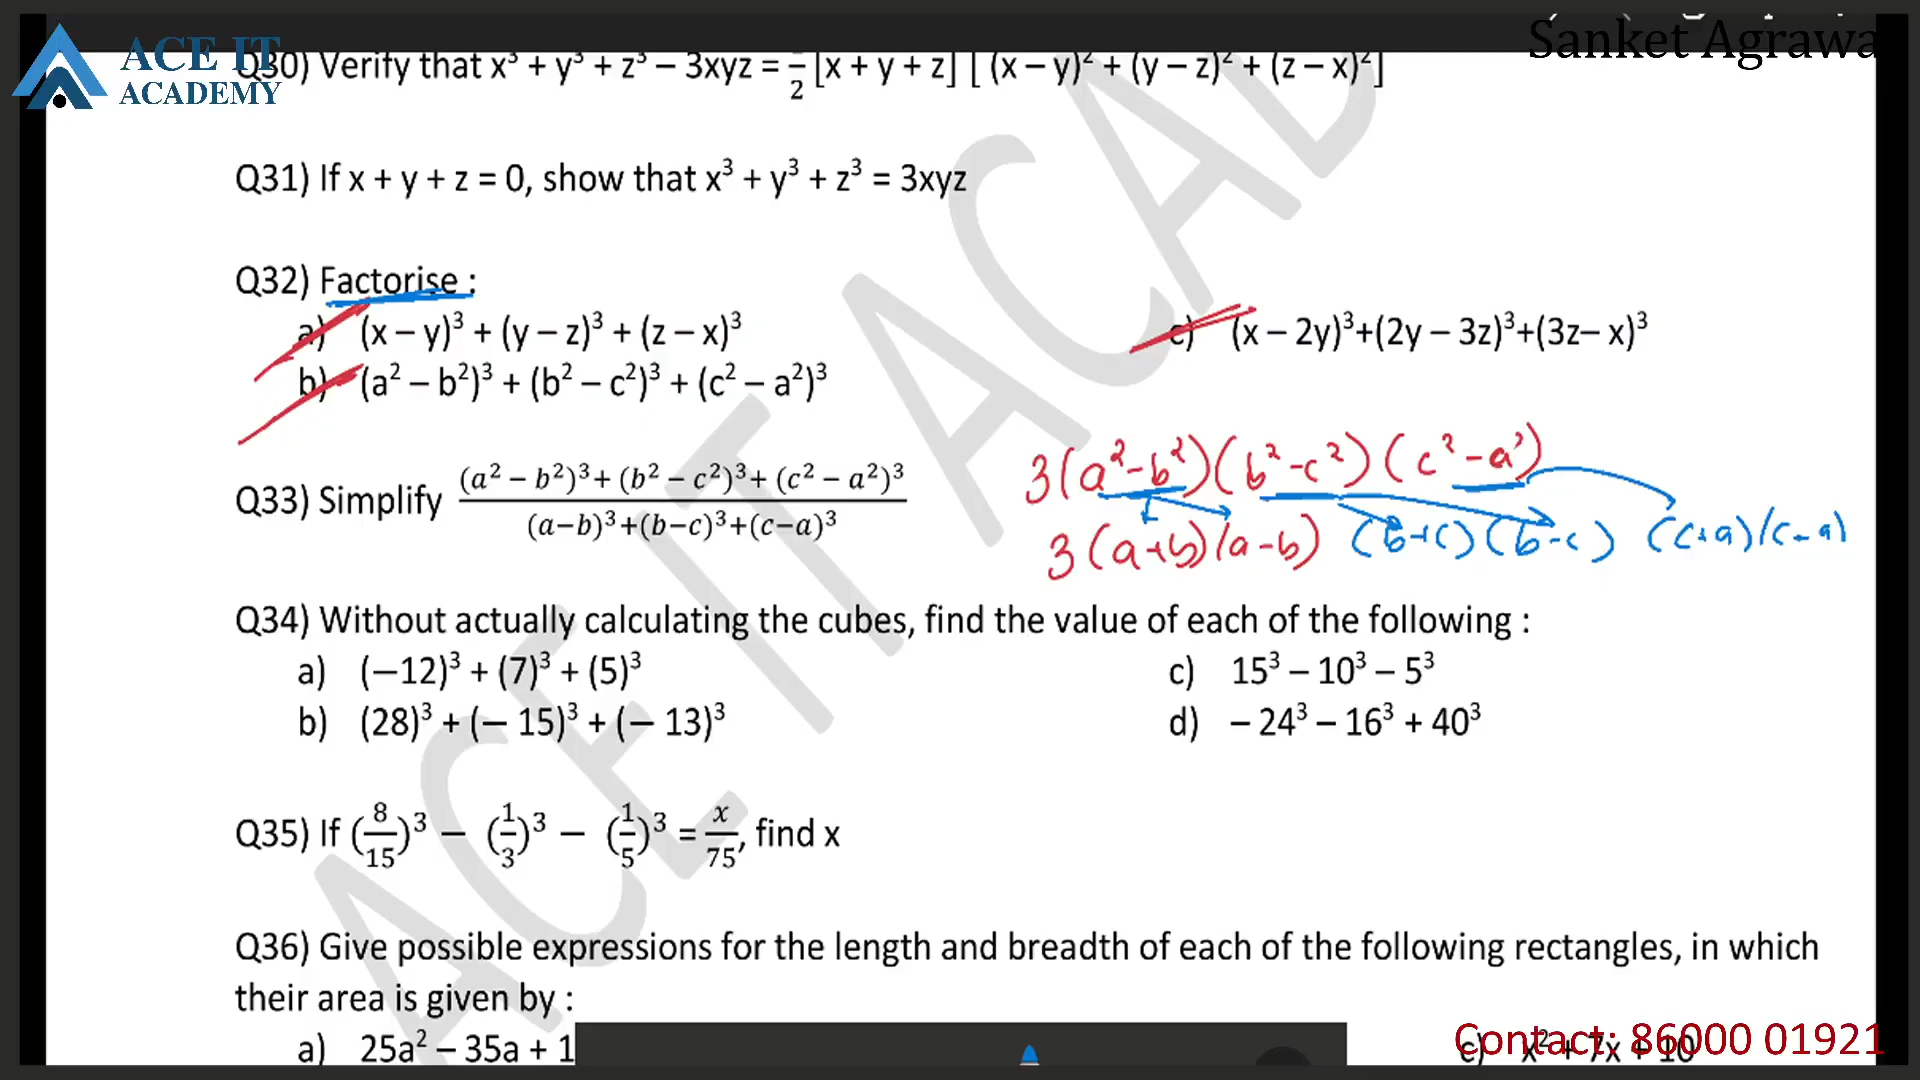 Sanket Agrawa
ACE IT
ACADEMY
Q30) Verify that x³ + y³ + z³ – 3xyz = 1/2 [x + y + z] [ (x – y)² + (y – z)² + (z – x)²]
Q31) If x + y + z = 0, show that x³ + y³ + z³ = 3xyz
Q32) Factorise :
a) (x – y)³ + (y – z)³ + (z – x)³
c) (x – 2y)³+(2y – 3z)³+(3z– x)³
b) (a² – b²)³ + (b² – c²)³ + (c² – a²)³
3(a²-b²)(b²-c²)(c²-a²)
Q33) Simplify (a² – b²)³+ (b² – c²)³+ (c² – a²)³ / (a–b)³+(b–c)³+(c–a)³
3(a+b)(a-b) (b+c)(b-c) (c+a)(c-a)
Q34) Without actually calculating the cubes, find the value of each of the following :
a) (–12)³ + (7)³ + (5)³
c) 15³ – 10³ – 5³
b) (28)³ + (– 15)³ + (– 13)³
d) – 24³ – 16³ + 40³
Q35) If (8/15)³ – (1/3)³ – (1/5)³ = x/75, find x
Q36) Give possible expressions for the length and breadth of each of the following rectangles, in which
their area is given by :
a) 25a² – 35a + 1
c) x² + 7x + 10
Contact: 86000 01921
ACE IT ACAD